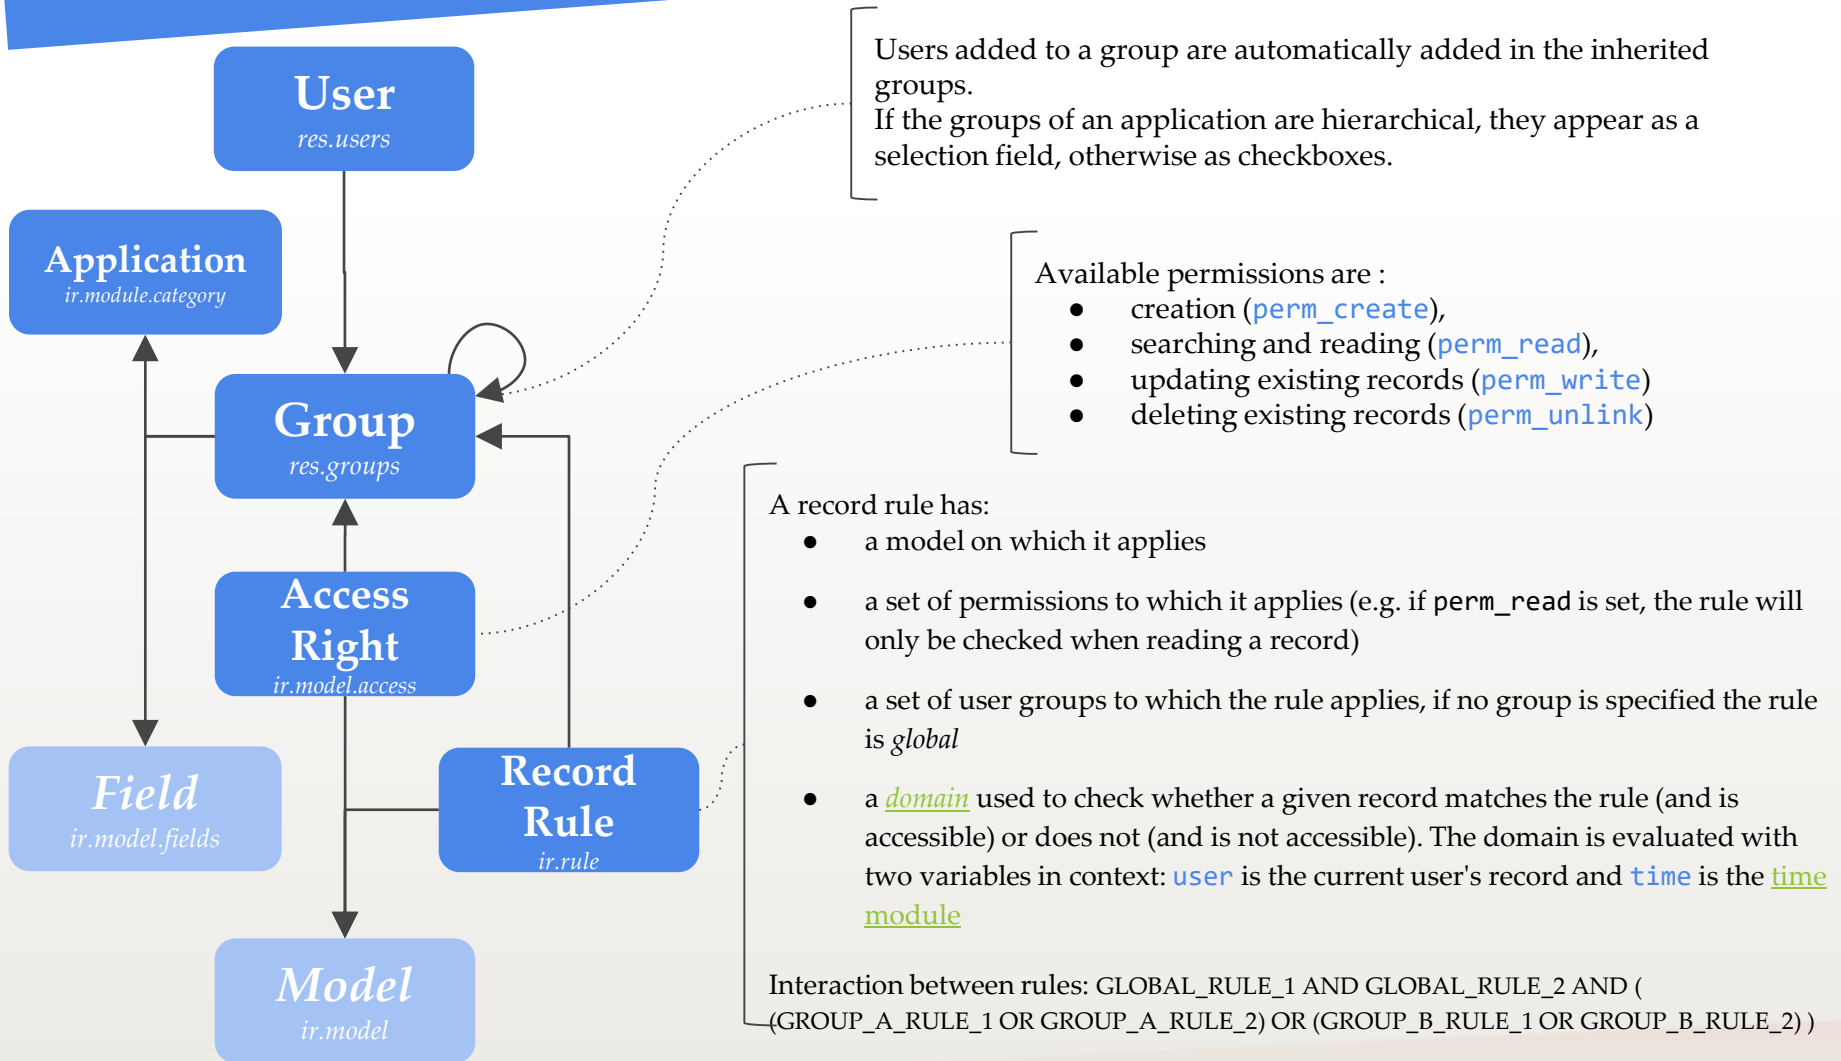 User
res.users
Application
ir.module.category
Group
res.groups
Access
Right
ir.model.access
Field
ir.model.fields
Record
Rule
ir.rule
Model
ir.model
Users added to a group are automatically added in the inherited
groups.
If the groups of an application are hierarchical, they appear as a
selection field, otherwise as checkboxes.
Available permissions are :
● creation (perm_create),
● searching and reading (perm_read),
● updating existing records (perm_write)
● deleting existing records (perm_unlink)
A record rule has:
● a model on which it applies
● a set of permissions to which it applies (e.g. if perm_read is set, the rule will
only be checked when reading a record)
● a set of user groups to which the rule applies, if no group is specified the rule
is global
● a domain used to check whether a given record matches the rule (and is
accessible) or does not (and is not accessible). The domain is evaluated with
two variables in context: user is the current user's record and time is the time
module
Interaction between rules: GLOBAL_RULE_1 AND GLOBAL_RULE_2 AND (
(GROUP_A_RULE_1 OR GROUP_A_RULE_2) OR (GROUP_B_RULE_1 OR GROUP_B_RULE_2) )